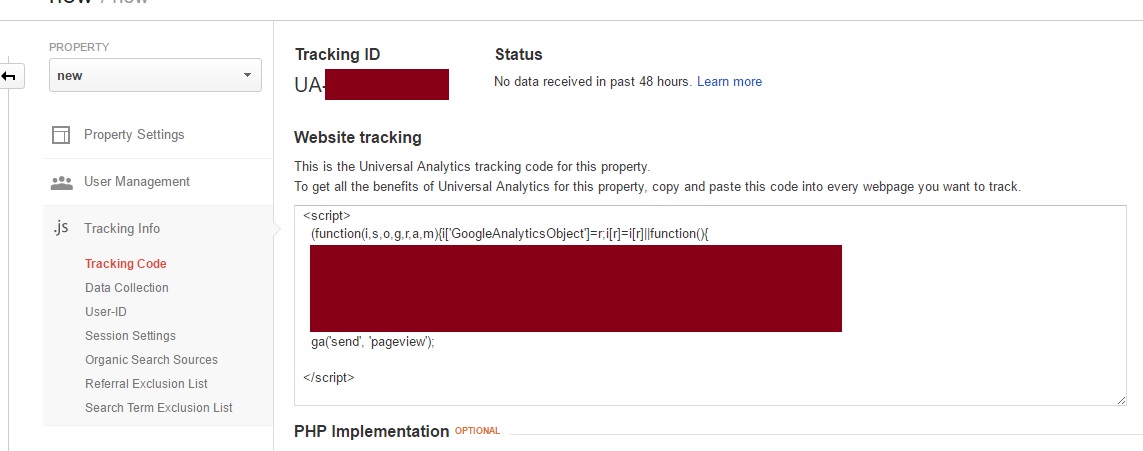 PROPERTY
new
Property Settings
User Management
.js Tracking Info
Tracking Code
Data Collection
User-ID
Session Settings
Organic Search Sources
Referral Exclusion List
Search Term Exclusion List
Tracking ID
UA-
Status
No data received in past 48 hours. Learn more
Website tracking
This is the Universal Analytics tracking code for this property.
To get all the benefits of Universal Analytics for this property, copy and paste this code into every webpage you want to track.
<script>
(function(i,s,o,g,r,a,m){i['GoogleAnalyticsObject']=r;i[r]=i[r]||function(){
ga('send', 'pageview');
</script>
PHP Implementation OPTIONAL